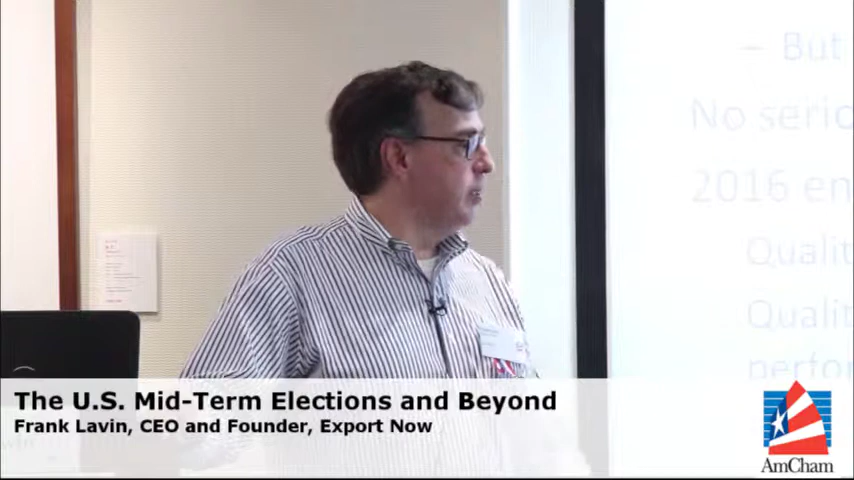 – But
No serio
2016 en
Qualit
Qualit
perfor
The U.S. Mid-Term Elections and Beyond
Frank Lavin, CEO and Founder, Export Now
AmCham